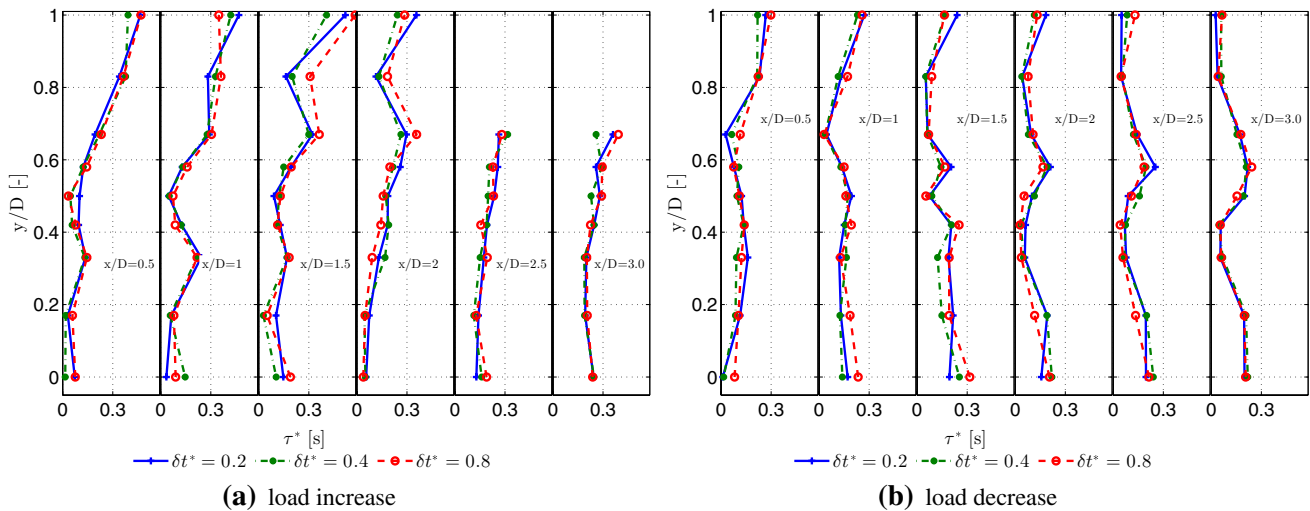 1
0.8
0.6
0.4
0.2
0
y/D [-]
x/D=0.5
x/D=1
x/D=1.5
x/D=2
x/D=2.5
x/D=3.0
0 0.3 0 0.3 0 0.3 0 0.3 0 0.3 0 0.3
τ* [s]
δt* = 0.2 δt* = 0.4 δt* = 0.8
(a) load increase
1
0.8
0.6
0.4
0.2
0
y/D [-]
x/D=0.5
x/D=1
x/D=1.5
x/D=2
x/D=2.5
x/D=3.0
0 0.3 0 0.3 0 0.3 0 0.3 0 0.3 0 0.3
τ* [s]
δt* = 0.2 δt* = 0.4 δt* = 0.8
(b) load decrease